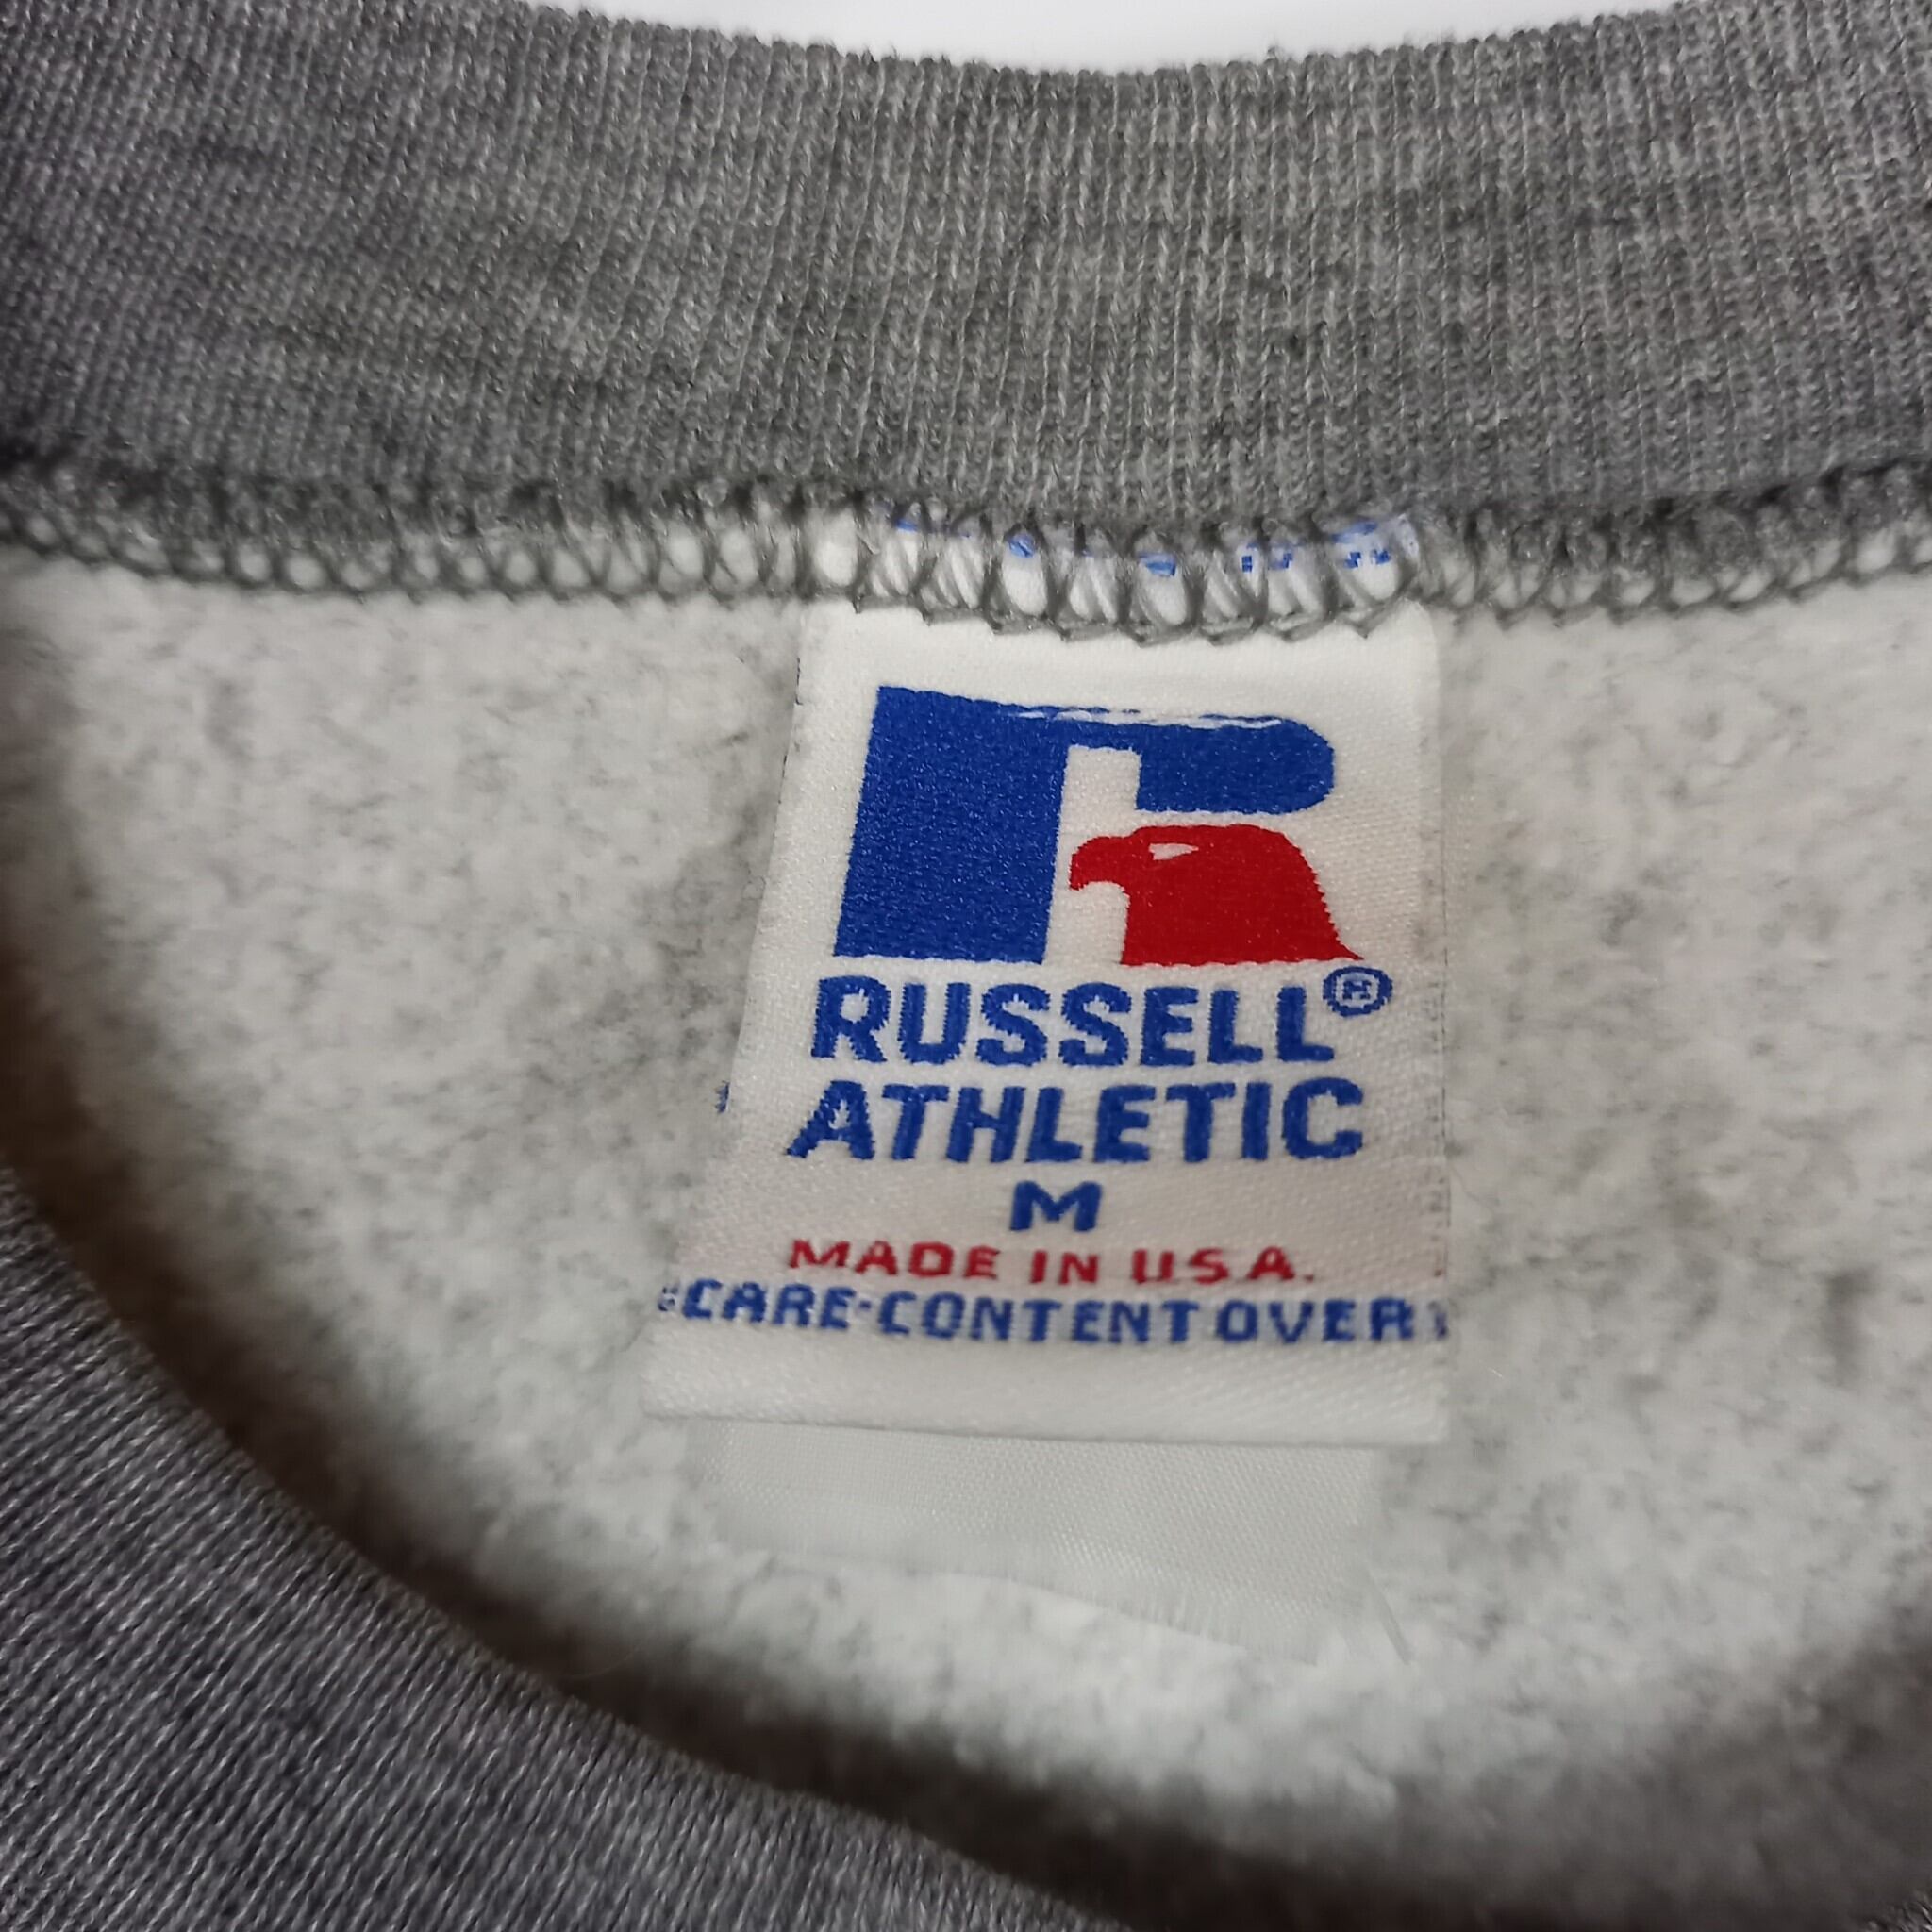 RUSSELL®
ATHLETIC
M
MADE IN U.S.A.
CARE-CONTENT OVER